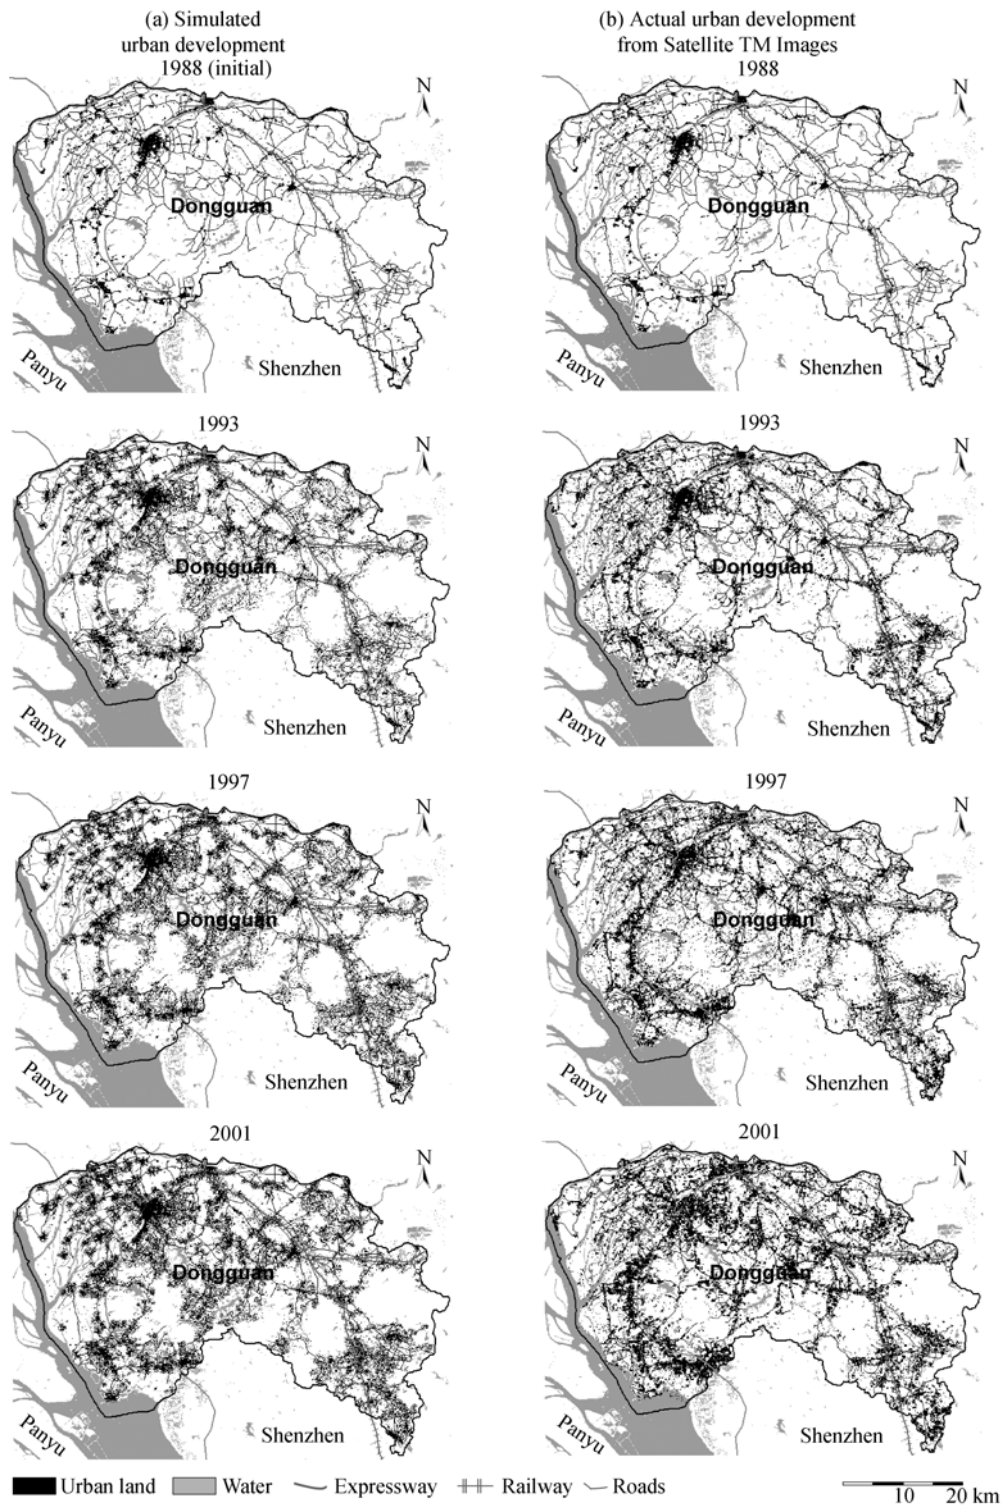 (a) Simulated
urban development
1988 (initial)
(b) Actual urban development
from Satellite TM Images
1988
N
Dongguan
Panyu
Shenzhen
N
Dongguan
Shenzhen
1993
N
Dongguan
Panyu
Shenzhen
1993
N
Dongguan
Shenzhen
1997
N
Dongguan
Panyu
Shenzhen
1997
N
Dongguan
Panyu
Shenzhen
2001
N
Dongguan
Panyu
Shenzhen
2001
N
Dongguan
Panyu
Shenzhen
Urban land Water Expressway Railway Roads
10 20 km